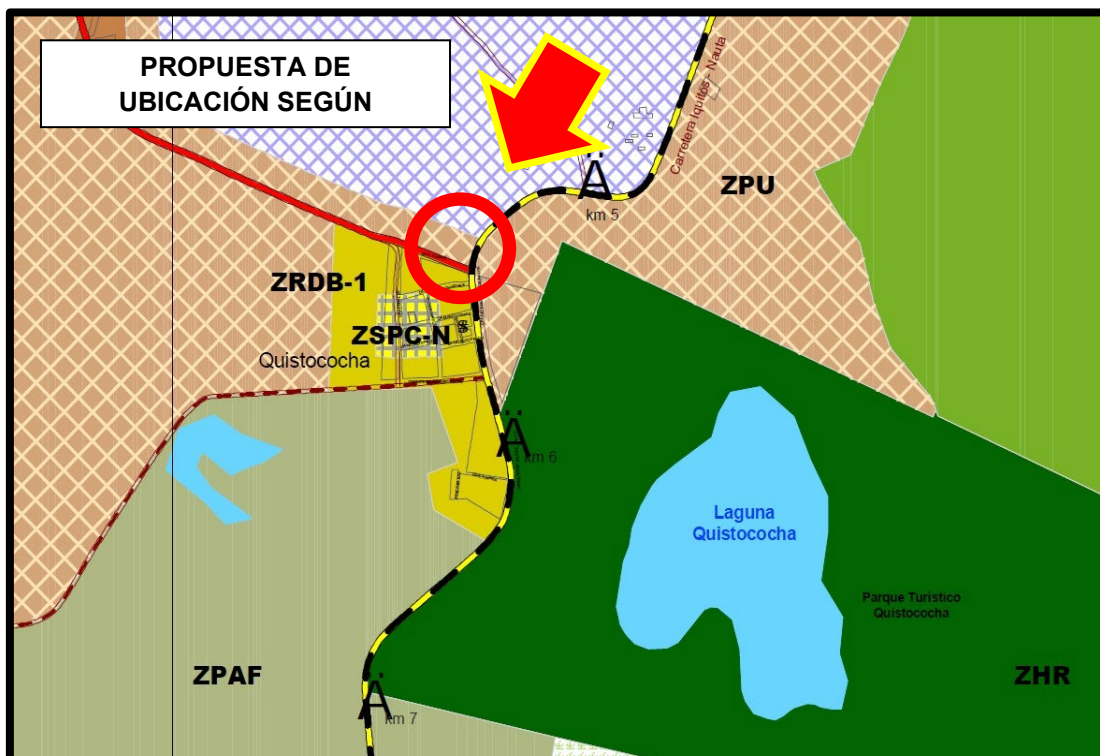 PROPUESTA DE
UBICACIÓN SEGÚN
Carretera Iquitos - Nauta
Ä
km 5
ZPU
ZRDB-1
ZSPC-N
Quistococha
Ä
km 6
Laguna
Quistococha
Parque Turístico
Quistococha
ZPAF
ZHR
Ä
km 7